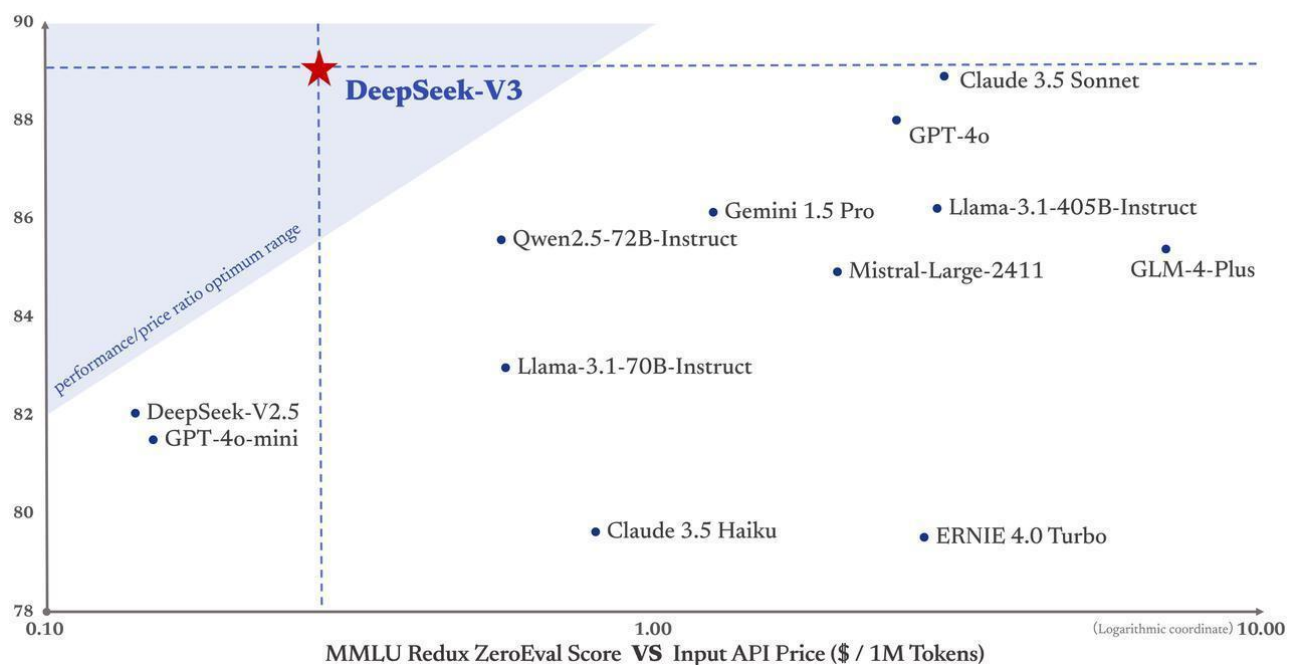 90
DeepSeek-V3
Claude 3.5 Sonnet
88
GPT-4o
86
Gemini 1.5 Pro
Llama-3.1-405B-Instruct
Qwen2.5-72B-Instruct
Mistral-Large-2411
GLM-4-Plus
performance/price ratio optimum range
84
Llama-3.1-70B-Instruct
82
DeepSeek-V2.5
GPT-4o-mini
80
Claude 3.5 Haiku
ERNIE 4.0 Turbo
78
0.10
1.00
(Logarithmic coordinate) 10.00
MMLU Redux ZeroEval Score VS Input API Price ($ / 1M Tokens)